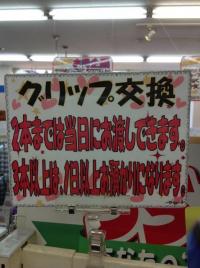 グリップ交換
2本までは当日にお渡しできます。
3本以上は、1日以上お預かりになります。